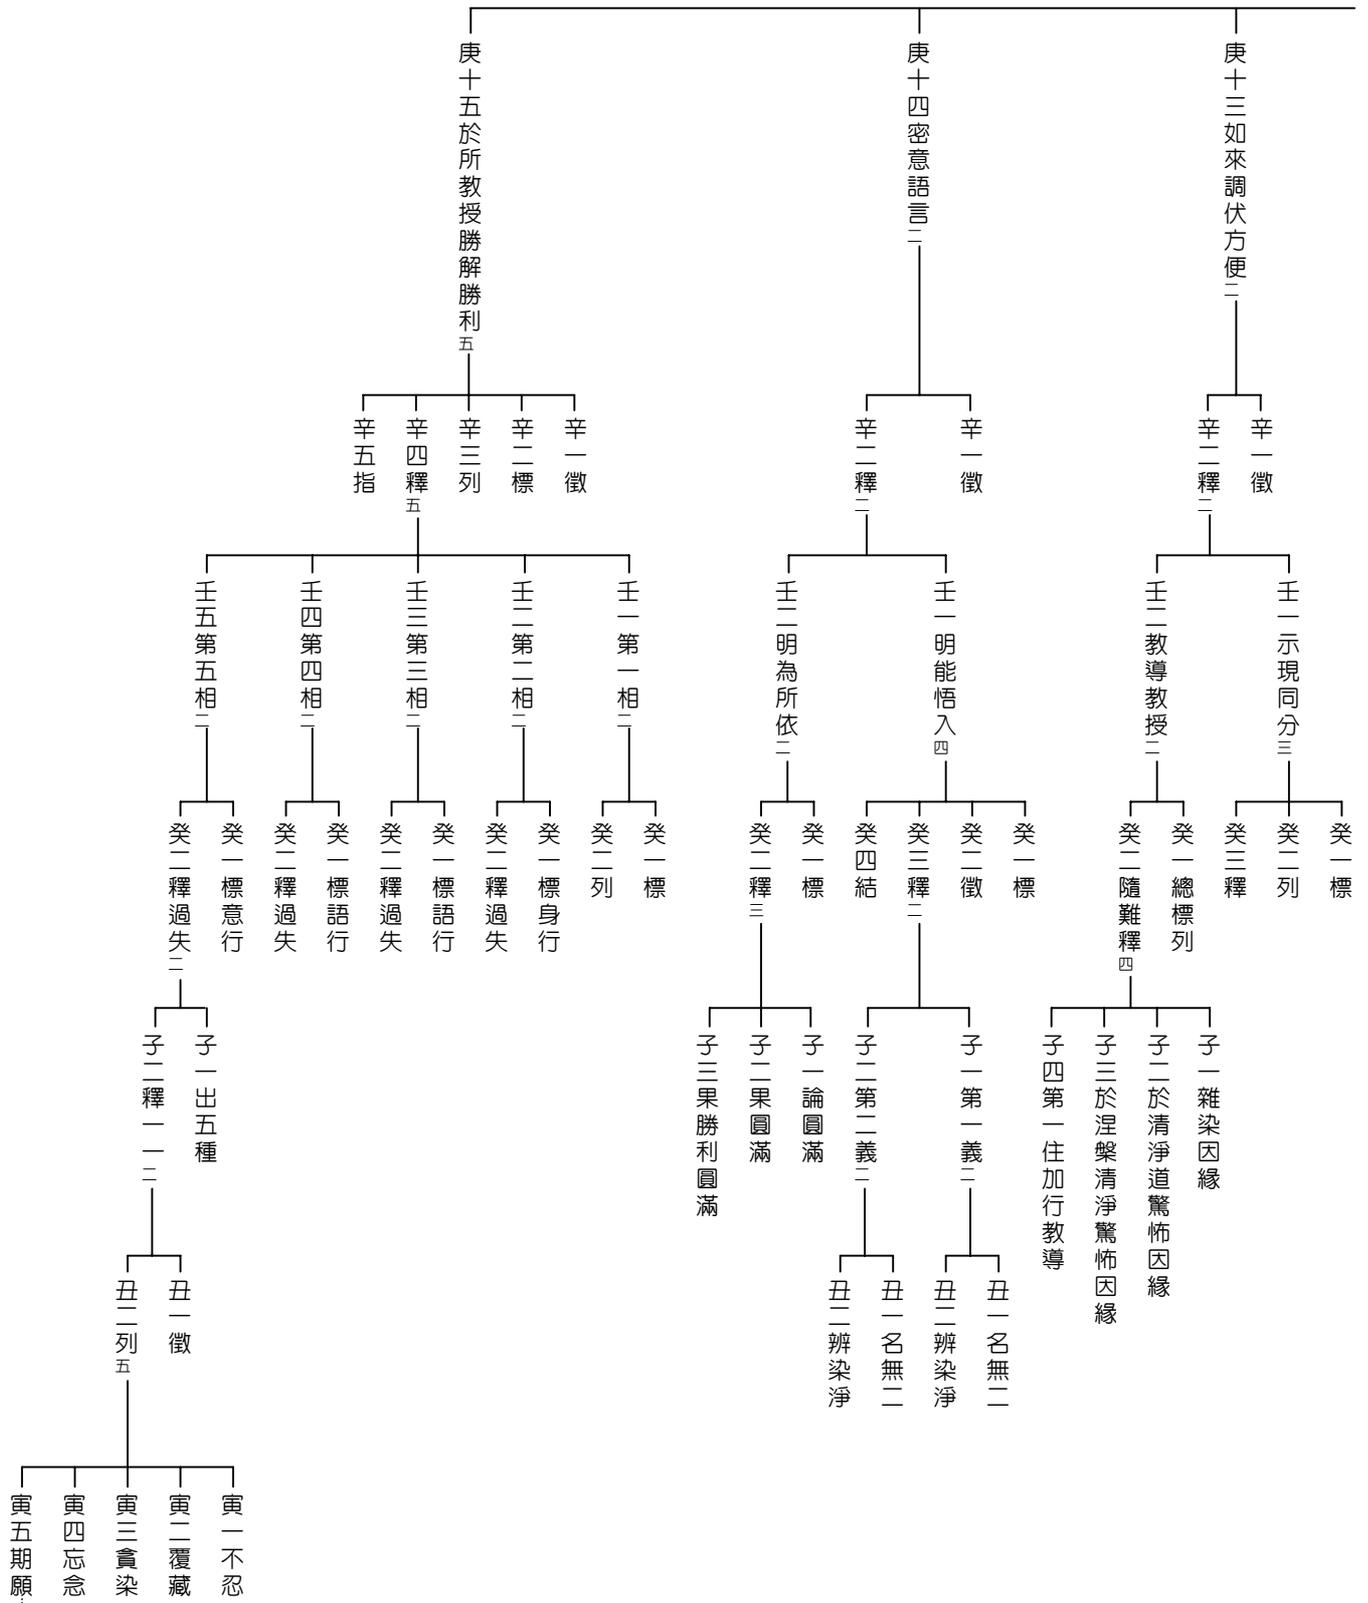 庚十三如來調伏方便二
辛一徵
辛二釋二
壬一示現同分三
癸一標
癸二列
癸三釋
壬二教導教授二
癸一總標列
癸二隨難釋四
子一雜染因緣
子二於清淨道驚怖因緣
子三於涅槃清淨驚怖因緣
子四第一住加行教導
庚十四密意語言二
辛一徵
辛二釋二
壬一明能悟入四
癸一標
癸二徵
癸三釋二
子一第一義二
丑一名無二
丑二辨染淨
子二第二義二
丑一名無二
丑二辨染淨
癸四結
壬二明為所依二
癸一標
癸二釋三
子一論圓滿
子二果圓滿
子三果勝利圓滿
庚十五於所教授勝解勝利五
辛一徵
辛二標
辛三列
辛四釋五
壬一第一相二
癸一標
癸二列
壬二第二相二
癸一標身行
癸二釋過失
壬三第三相二
癸一標語行
癸二釋過失
壬四第四相二
癸一標語行
癸二釋過失
壬五第五相二
癸一標意行
癸二釋過失二
子一出五種
子二釋一一二
丑一徵
丑二列五
寅一不忍
寅二覆藏
寅三貪染
寅四忘念
寅五期願
辛五指